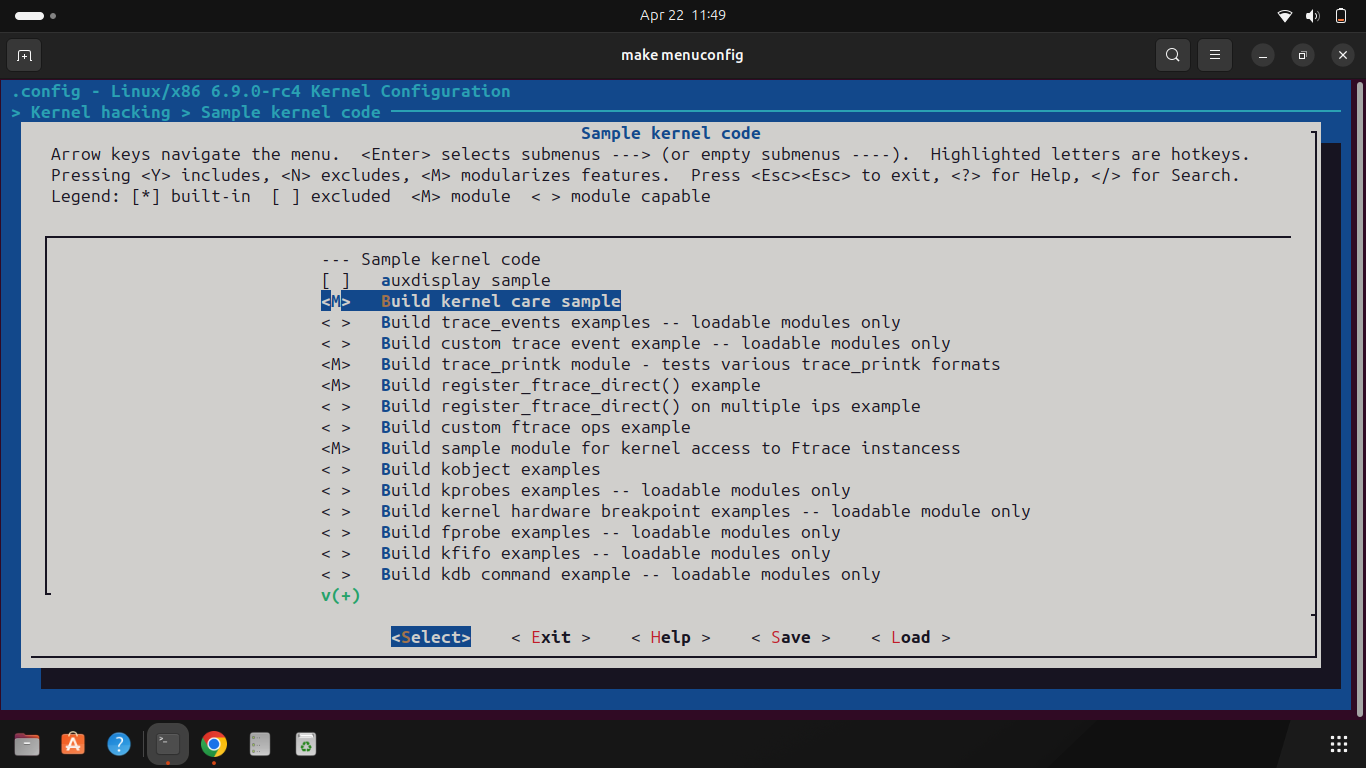 Apr 22 11:49
make menuconfig
.config - Linux/x86 6.9.0-rc4 Kernel Configuration
> Kernel hacking > Sample kernel code
Sample kernel code
Arrow keys navigate the menu. <Enter> selects submenus ---> (or empty submenus ----). Highlighted letters are hotkeys.
Pressing <Y> includes, <N> excludes, <M> modularizes features. Press <Esc><Esc> to exit, <?> for Help, </> for Search.
Legend: [*] built-in [ ] excluded <M> module < > module capable
--- Sample kernel code
[ ] auxdisplay sample
<M> Build kernel care sample
< > Build trace_events examples -- loadable modules only
< > Build custom trace event example -- loadable modules only
<M> Build trace_printk module - tests various trace_printk formats
<M> Build register_ftrace_direct() example
< > Build register_ftrace_direct() on multiple ips example
< > Build custom ftrace ops example
<M> Build sample module for kernel access to Ftrace instancess
< > Build kobject examples
< > Build kprobes examples -- loadable modules only
< > Build kernel hardware breakpoint examples -- loadable module only
< > Build fprobe examples -- loadable modules only
< > Build kfifo examples -- loadable modules only
< > Build kdb command example -- loadable modules only
v(+)
<Select> < Exit > < Help > < Save > < Load >